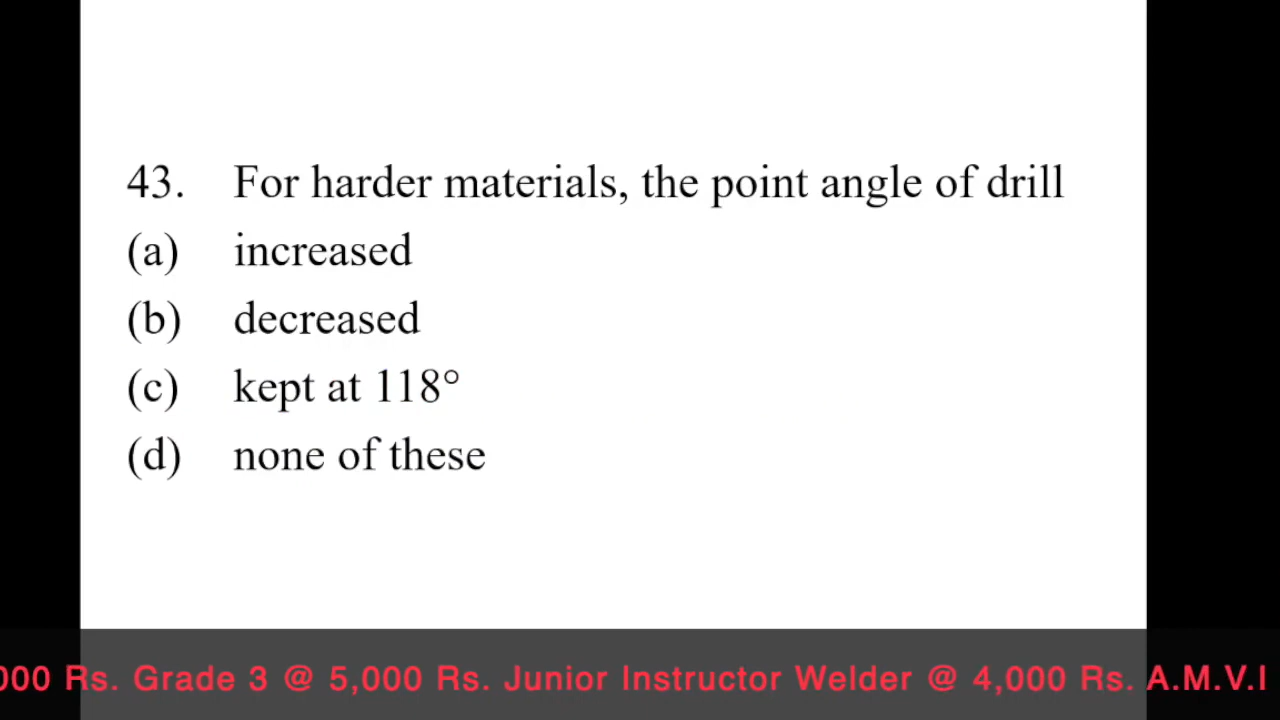 43. For harder materials, the point angle of drill
(a) increased
(b) decreased
(c) kept at 118°
(d) none of these
000 Rs. Grade 3 @ 5,000 Rs. Junior Instructor Welder @ 4,000 Rs. A.M.V.I